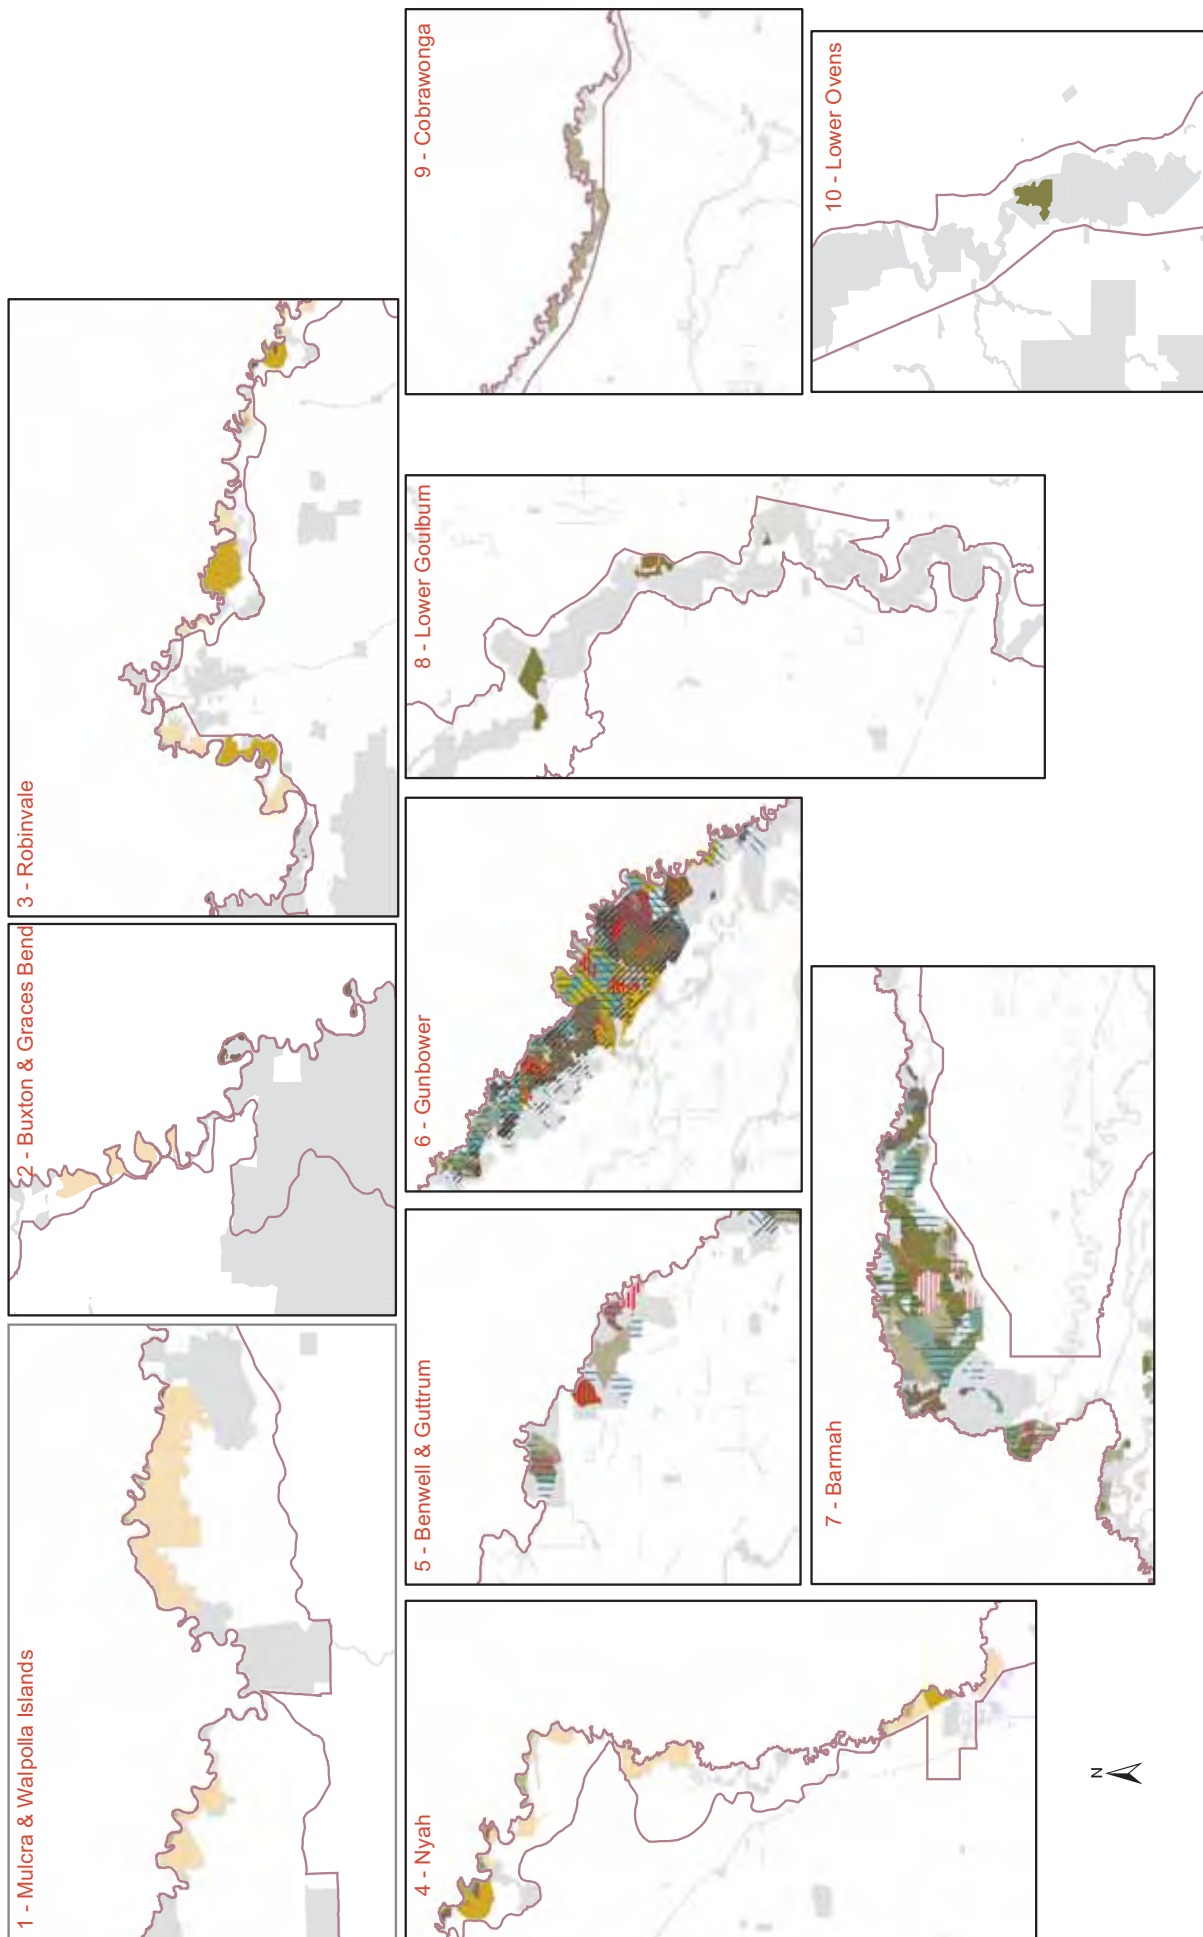 1 - Mulcra & Walpolla Islands
2 - Buxton & Graces Bend
3 - Robinvale
4 - Nyah
5 - Benwell & Guttrum
6 - Gunbower
7 - Barmah
8 - Lower Goulburn
9 - Cobrawonga
10 - Lower Ovens
N